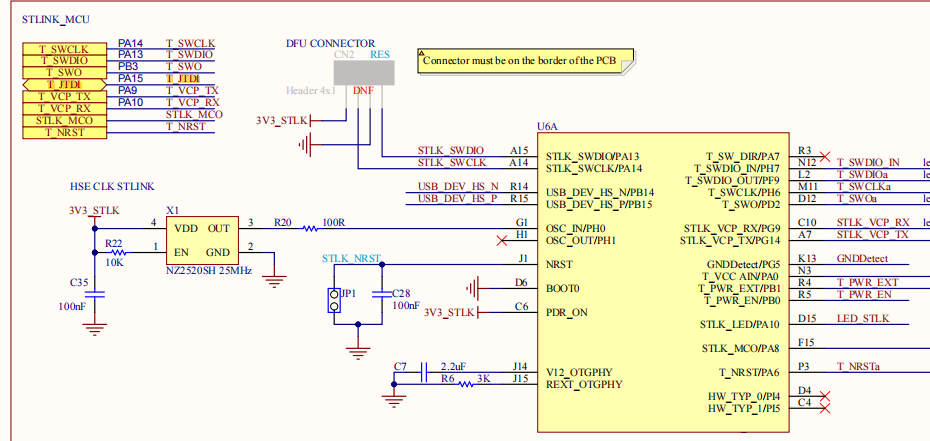 STLINK_MCU
T_SWCLK PA14 T_SWCLK
T_SWDIO PA13 T_SWDIO
T_SWO PB3 T_SWO
T_JTDI PA15 T_JTDI
T_VCP_TX PA9 T_VCP_TX
T_VCP_RX PA10 T_VCP_RX
STLK_MCO STLK_MCO
T_NRST T_NRST
DFU CONNECTOR
CN2 RES
Header 4x1 DNF
3V3_STLK
Connector must be on the border of the PCB
HSE CLK STLINK
3V3_STLK
X1
4 VDD OUT 3
1 EN GND 2
NZ2520SH 25MHz
R22
10K
C35
100nF
R20 100R
STLK_SWDIO A15
STLK_SWCLK A14
USB_DEV_HS_N R14
USB_DEV_HS_P R15
G1
H1
STLK_NRST J1
JP1
C28
100nF
D6
3V3_STLK C6
C7 2.2uF J14
R6 3K J15
U6A
STLK_SWDIO/PA13
STLK_SWCLK/PA14
USB_DEV_HS_N/PB14
USB_DEV_HS_P/PB15
OSC_IN/PH0
OSC_OUT/PH1
NRST
BOOT0
PDR_ON
V12_OTGPHY
REXT_OTGPHY
T_SW_DIR/PA7 R3
T_SWDIO_IN/PH7 N12 T_SWDIO_IN le
T_SWDIO_OUT/PF9 L2 T_SWDIOa le
T_SWCLK/PH6 M11 T_SWCLKa le
T_SWO/PD2 D12 T_SWOa le
STLK_VCP_RX/PG9 C10 STLK_VCP_RX le
STLK_VCP_TX/PG14 A7 STLK_VCP_TX
GNDDetect/PG5 K13 GNDDetect
T_VCC AIN/PA0 N3
T_PWR_EXT/PB1 R4 T_PWR_EXT
T_PWR_EN/PB0 R5 T_PWR_EN
STLK_LED/PA10 D15 LED_STLK
STLK_MCO/PA8 F15
T_NRST/PA6 P3 T_NRSTa
HW_TYP_0/PI4 D4
HW_TYP_1/PI5 C4